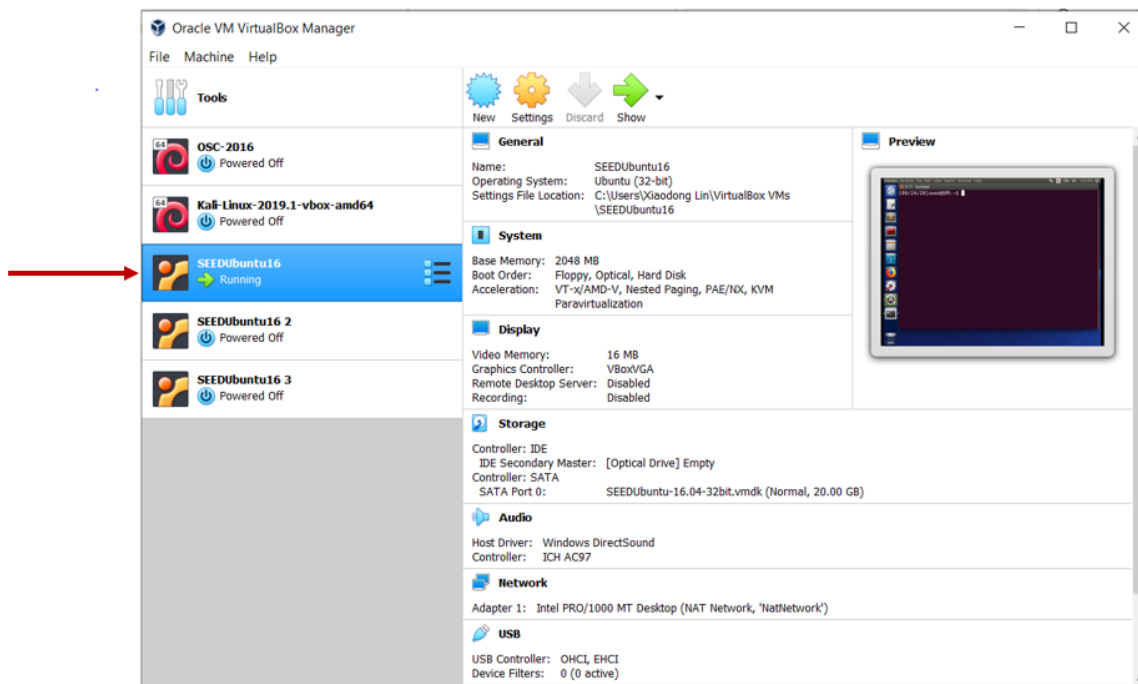 Oracle VM VirtualBox Manager
File Machine Help
Tools
New Settings Discard Show
64 OSC-2016
Powered Off
64 Kali-Linux-2019.1-vbox-amd64
Powered Off
SEEDUbuntu16
Running
SEEDUbuntu16 2
Powered Off
SEEDUbuntu16 3
Powered Off
General
Name: SEEDUbuntu16
Operating System: Ubuntu (32-bit)
Settings File Location: C:\Users\Xiaodong Lin\VirtualBox VMs
\SEEDUbuntu16
System
Base Memory: 2048 MB
Boot Order: Floppy, Optical, Hard Disk
Acceleration: VT-x/AMD-V, Nested Paging, PAE/NX, KVM
Paravirtualization
Display
Video Memory: 16 MB
Graphics Controller: VBoxVGA
Remote Desktop Server: Disabled
Recording: Disabled
Preview
Storage
Controller: IDE
IDE Secondary Master: [Optical Drive] Empty
Controller: SATA
SATA Port 0: SEEDUbuntu-16.04-32bit.vmdk (Normal, 20.00 GB)
Audio
Host Driver: Windows DirectSound
Controller: ICH AC97
Network
Adapter 1: Intel PRO/1000 MT Desktop (NAT Network, 'NatNetwork')
USB
USB Controller: OHCI, EHCI
Device Filters: 0 (0 active)